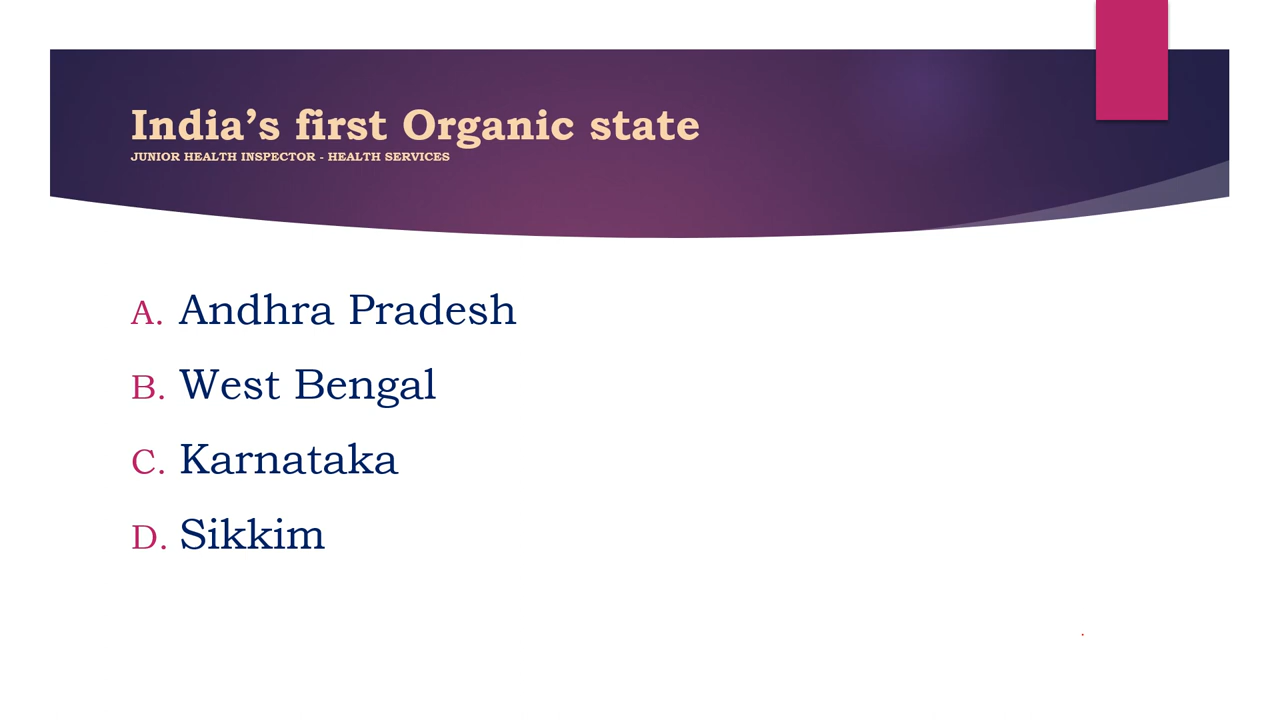 India’s first Organic state
JUNIOR HEALTH INSPECTOR - HEALTH SERVICES
A. Andhra Pradesh
B. West Bengal
C. Karnataka
D. Sikkim